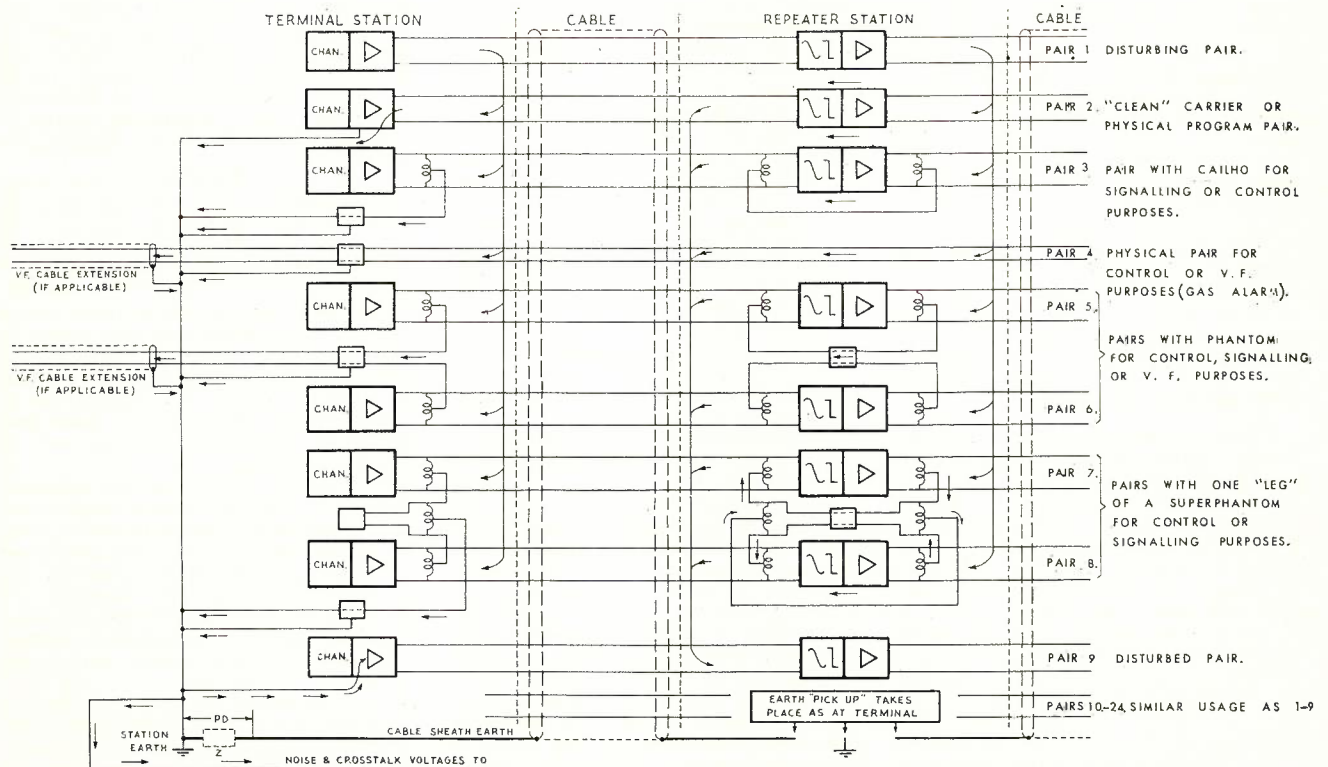 TERMINAL STATION
CABLE
REPEATER STATION
CABLE
CHAN.
PAIR 1 DISTURBING PAIR.
CHAN.
PAIR 2. "CLEAN" CARRIER OR
PHYSICAL PROGRAM PAIR.
CHAN.
PAIR 3 PAIR WITH CAILHO FOR
SIGNALLING OR CONTROL
PURPOSES.
PAIR 4 PHYSICAL PAIR FOR
CONTROL OR V. F.
PURPOSES (GAS ALARM).
V.F. CABLE EXTENSION
(IF APPLICABLE)
CHAN.
PAIR 5.
PAIRS WITH PHANTOM
FOR CONTROL, SIGNALLING
OR V. F. PURPOSES.
V.F. CABLE EXTENSION
(IF APPLICABLE)
CHAN.
PAIR 6.
CHAN.
PAIR 7.
PAIRS WITH ONE "LEG"
OF A SUPERPHANTOM
FOR CONTROL OR
SIGNALLING PURPOSES.
CHAN.
PAIR 8.
CHAN.
PAIR 9 DISTURBED PAIR.
EARTH "PICK UP" TAKES
PLACE AS AT TERMINAL
PAIRS 10-24, SIMILAR USAGE AS 1-9
PD
STATION
EARTH
Z
CABLE SHEATH EARTH
NOISE & CROSSTALK VOLTAGES TO